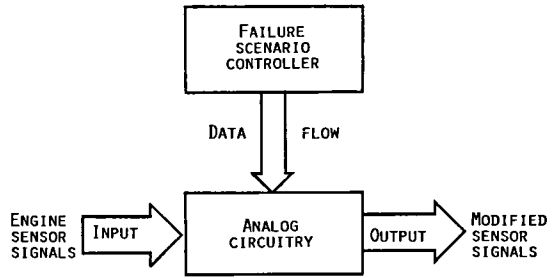 FAILURE
SCENARIO
CONTROLLER
DATA FLOW
ENGINE
SENSOR
SIGNALS
INPUT
ANALOG
CIRCUITRY
OUTPUT
MODIFIED
SENSOR
SIGNALS